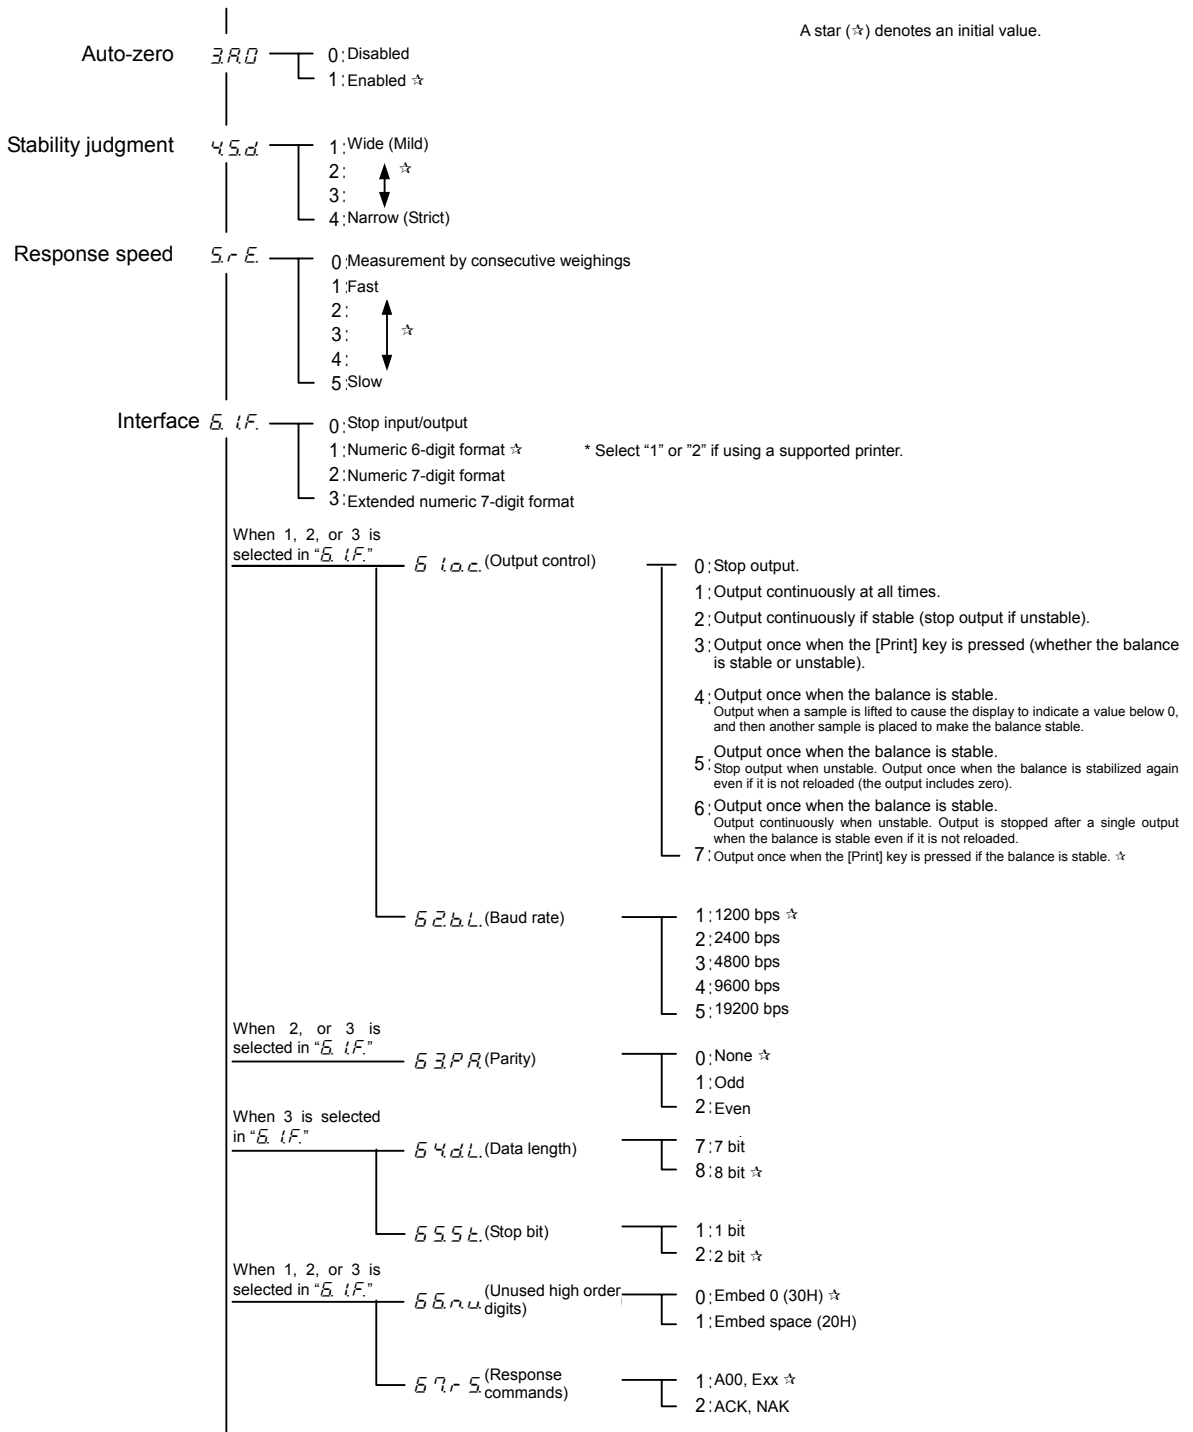 A star (☆) denotes an initial value.
Auto-zero 3.A.0 0: Disabled
1: Enabled ☆
Stability judgment 4.S.d. 1: Wide (Mild)
2: ☆
3:
4: Narrow (Strict)
Response speed 5.r E. 0: Measurement by consecutive weighings
1: Fast
2:
3: ☆
4:
5: Slow
Interface 6. I.F. 0: Stop input/output
1: Numeric 6-digit format ☆ * Select “1” or ”2” if using a supported printer.
2: Numeric 7-digit format
3: Extended numeric 7-digit format
When 1, 2, or 3 is
selected in “6. I.F.”
6 1.o.c. (Output control) 0: Stop output.
1: Output continuously at all times.
2: Output continuously if stable (stop output if unstable).
3: Output once when the [Print] key is pressed (whether the balance
is stable or unstable).
4: Output once when the balance is stable.
Output when a sample is lifted to cause the display to indicate a value below 0,
and then another sample is placed to make the balance stable.
5: Output once when the balance is stable.
Stop output when unstable. Output once when the balance is stabilized again
even if it is not reloaded (the output includes zero).
6: Output once when the balance is stable.
Output continuously when unstable. Output is stopped after a single output
when the balance is stable even if it is not reloaded.
7: Output once when the [Print] key is pressed if the balance is stable. ☆
6 2.b.L. (Baud rate) 1: 1200 bps ☆
2: 2400 bps
3: 4800 bps
4: 9600 bps
5: 19200 bps
When 2, or 3 is
selected in “6. I.F.”
6 3.P A. (Parity) 0: None ☆
1: Odd
2: Even
When 3 is selected
in “6. I.F.”
6 4.d.L. (Data length) 7: 7 bit
8: 8 bit ☆
6 5.S t. (Stop bit) 1: 1 bit
2: 2 bit ☆
When 1, 2, or 3 is
selected in “6. I.F.”
6 6.n.u. (Unused high order
digits)
0: Embed 0 (30H) ☆
1: Embed space (20H)
6 7.r S. (Response
commands)
1: A00, Exx ☆
2: ACK, NAK